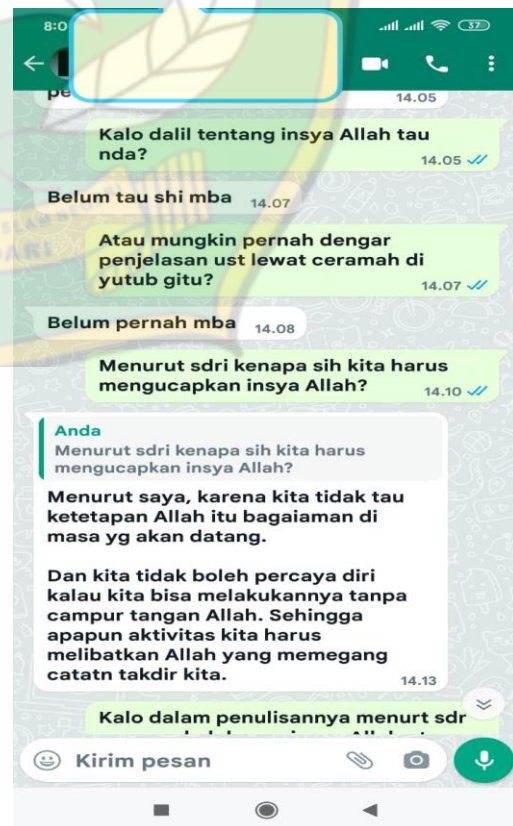 8:0
37
pe
14.05
Kalo dalil tentang insya Allah tau
nda?
14.05
Belum tau shi mba
14.07
Atau mungkin pernah dengar
penjelasan ust lewat ceramah di
yutub gitu?
14.07
Belum pernah mba
14.08
Menurut sdri kenapa sih kita harus
mengucapkan insya Allah?
14.10
Anda
Menurut sdri kenapa sih kita harus
mengucapkan insya Allah?
Menurut saya, karena kita tidak tau
ketetapan Allah itu bagaiaman di
masa yg akan datang.
Dan kita tidak boleh percaya diri
kalau kita bisa melakukannya tanpa
campur tangan Allah. Sehingga
apapun aktivitas kita harus
melibatkan Allah yang memegang
catatn takdir kita.
14.13
Kalo dalam penulisannya menurt sdr
Kirim pesan